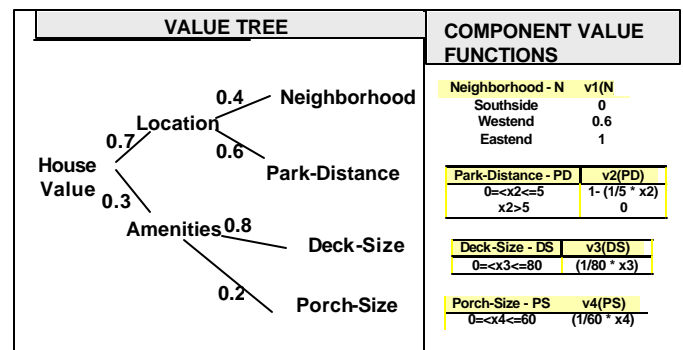 VALUE TREE
0.4
Neighborhood
Location
0.7
0.6
House
Value
Park-Distance
0.3
Amenities
0.8
Deck-Size
0.2
Porch-Size
COMPONENT VALUE
FUNCTIONS
Neighborhood - N v1(N
Southside 0
Westend 0.6
Eastend 1
Park-Distance - PD v2(PD)
0=<x2<=5 1- (1/5 * x2)
x2>5 0
Deck-Size - DS v3(DS)
0=<x3<=80 (1/80 * x3)
Porch-Size - PS v4(PS)
0=<x4<=60 (1/60 * x4)